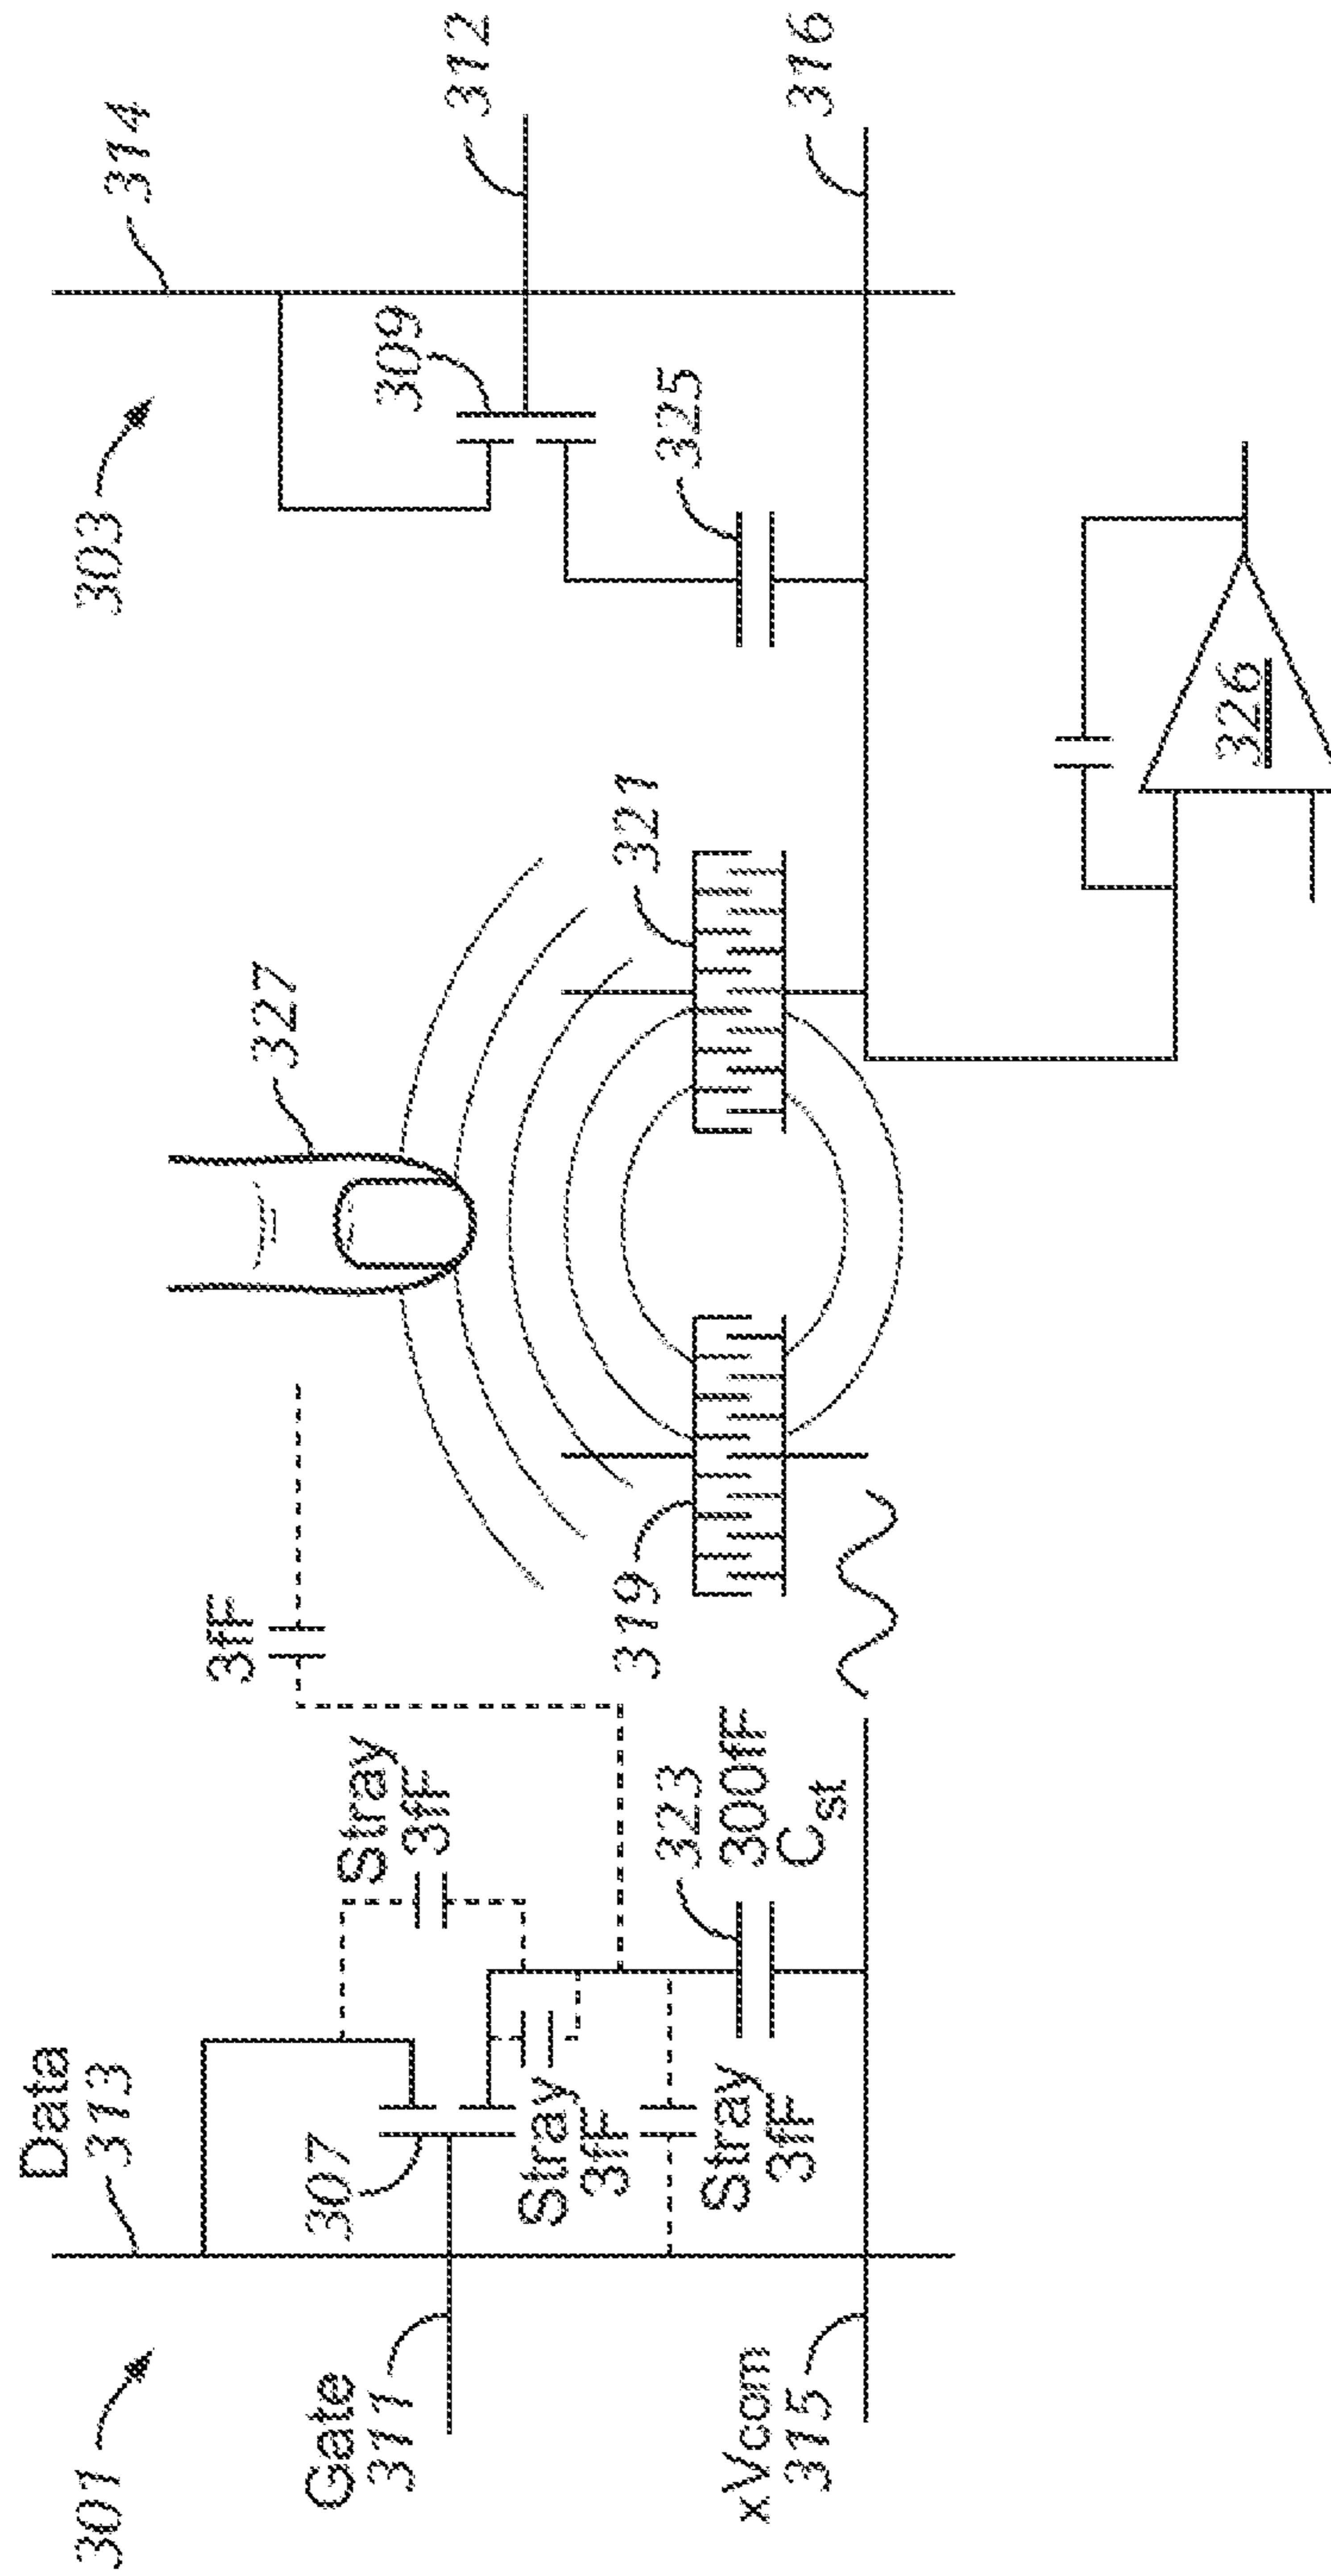 301
Data
313
Gate
311
307
Stray
3fF
Stray
3fF
Stray
3fF
xVcom
315
323
300fF
Cst
3fF
319
327
321
303
309
325
314
312
316
326